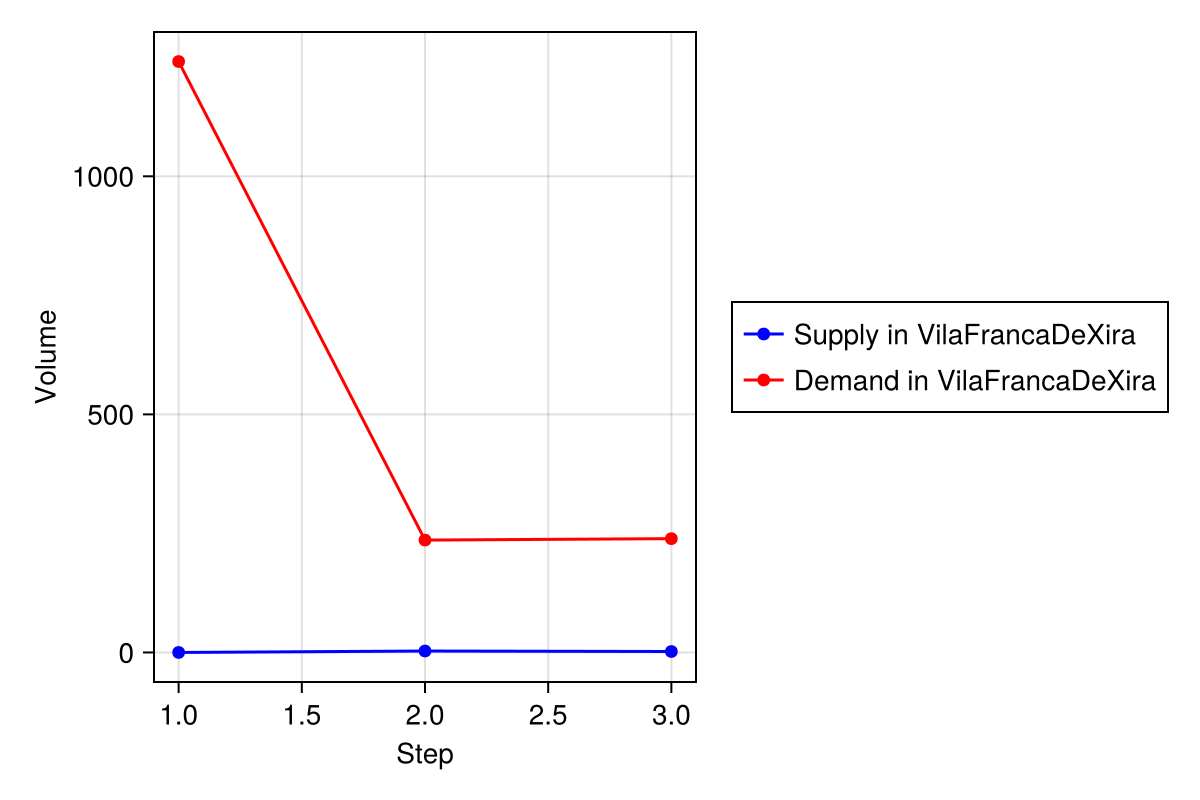 1000
500
0
Volume
1.0 1.5 2.0 2.5 3.0
Step
Supply in VilaFrancaDeXira
Demand in VilaFrancaDeXira